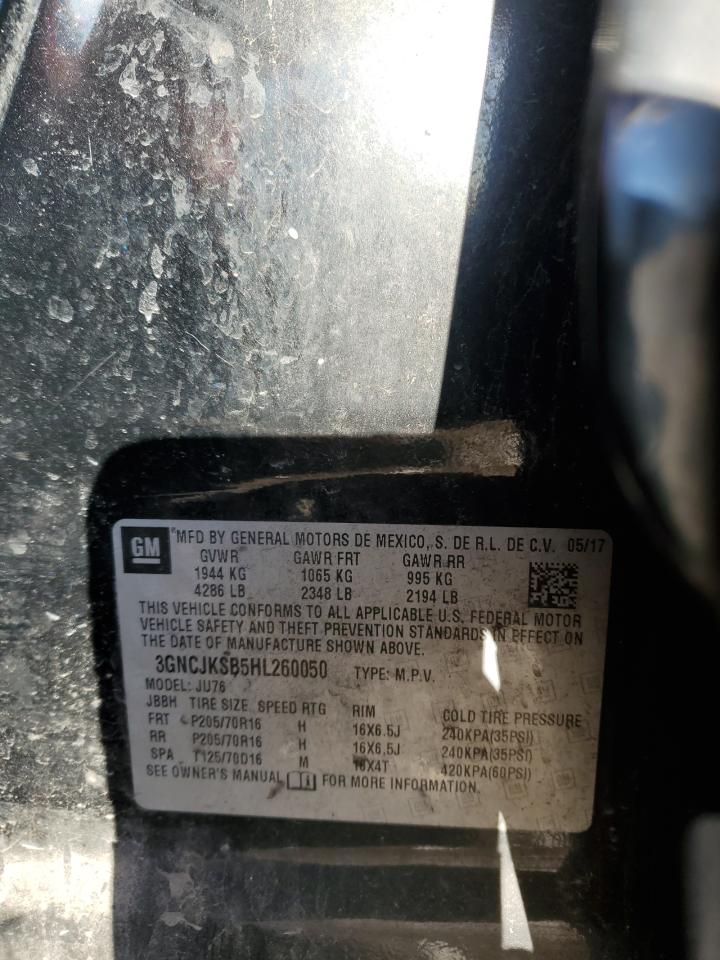 GM
MFD BY GENERAL MOTORS DE MEXICO, S. DE R.L. DE C.V. 05/17
GVWR GAWR FRT GAWR RR
1944 KG 1065 KG 995 KG
4286 LB 2348 LB 2194 LB
THIS VEHICLE CONFORMS TO ALL APPLICABLE U.S. FEDERAL MOTOR
VEHICLE SAFETY AND THEFT PREVENTION STANDARDS IN EFFECT ON
THE DATE OF MANUFACTURE SHOWN ABOVE.
3GNCJKSB5HL260050 TYPE: M.P.V.
MODEL: JU76
JBBH TIRE SIZE SPEED RTG RIM COLD TIRE PRESSURE
FRT P205/70R16 H 16X6.5J 240KPA(35PSI)
RR P205/70R16 H 16X6.5J 240KPA(35PSI)
SPA T125/70D16 M 16X4T 420KPA(60PSI)
SEE OWNER'S MANUAL FOR MORE INFORMATION.